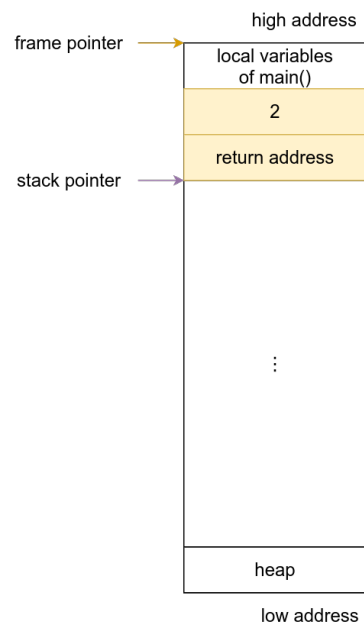 high address
frame pointer
local variables
of main()
2
return address
stack pointer
⋮
heap
low address